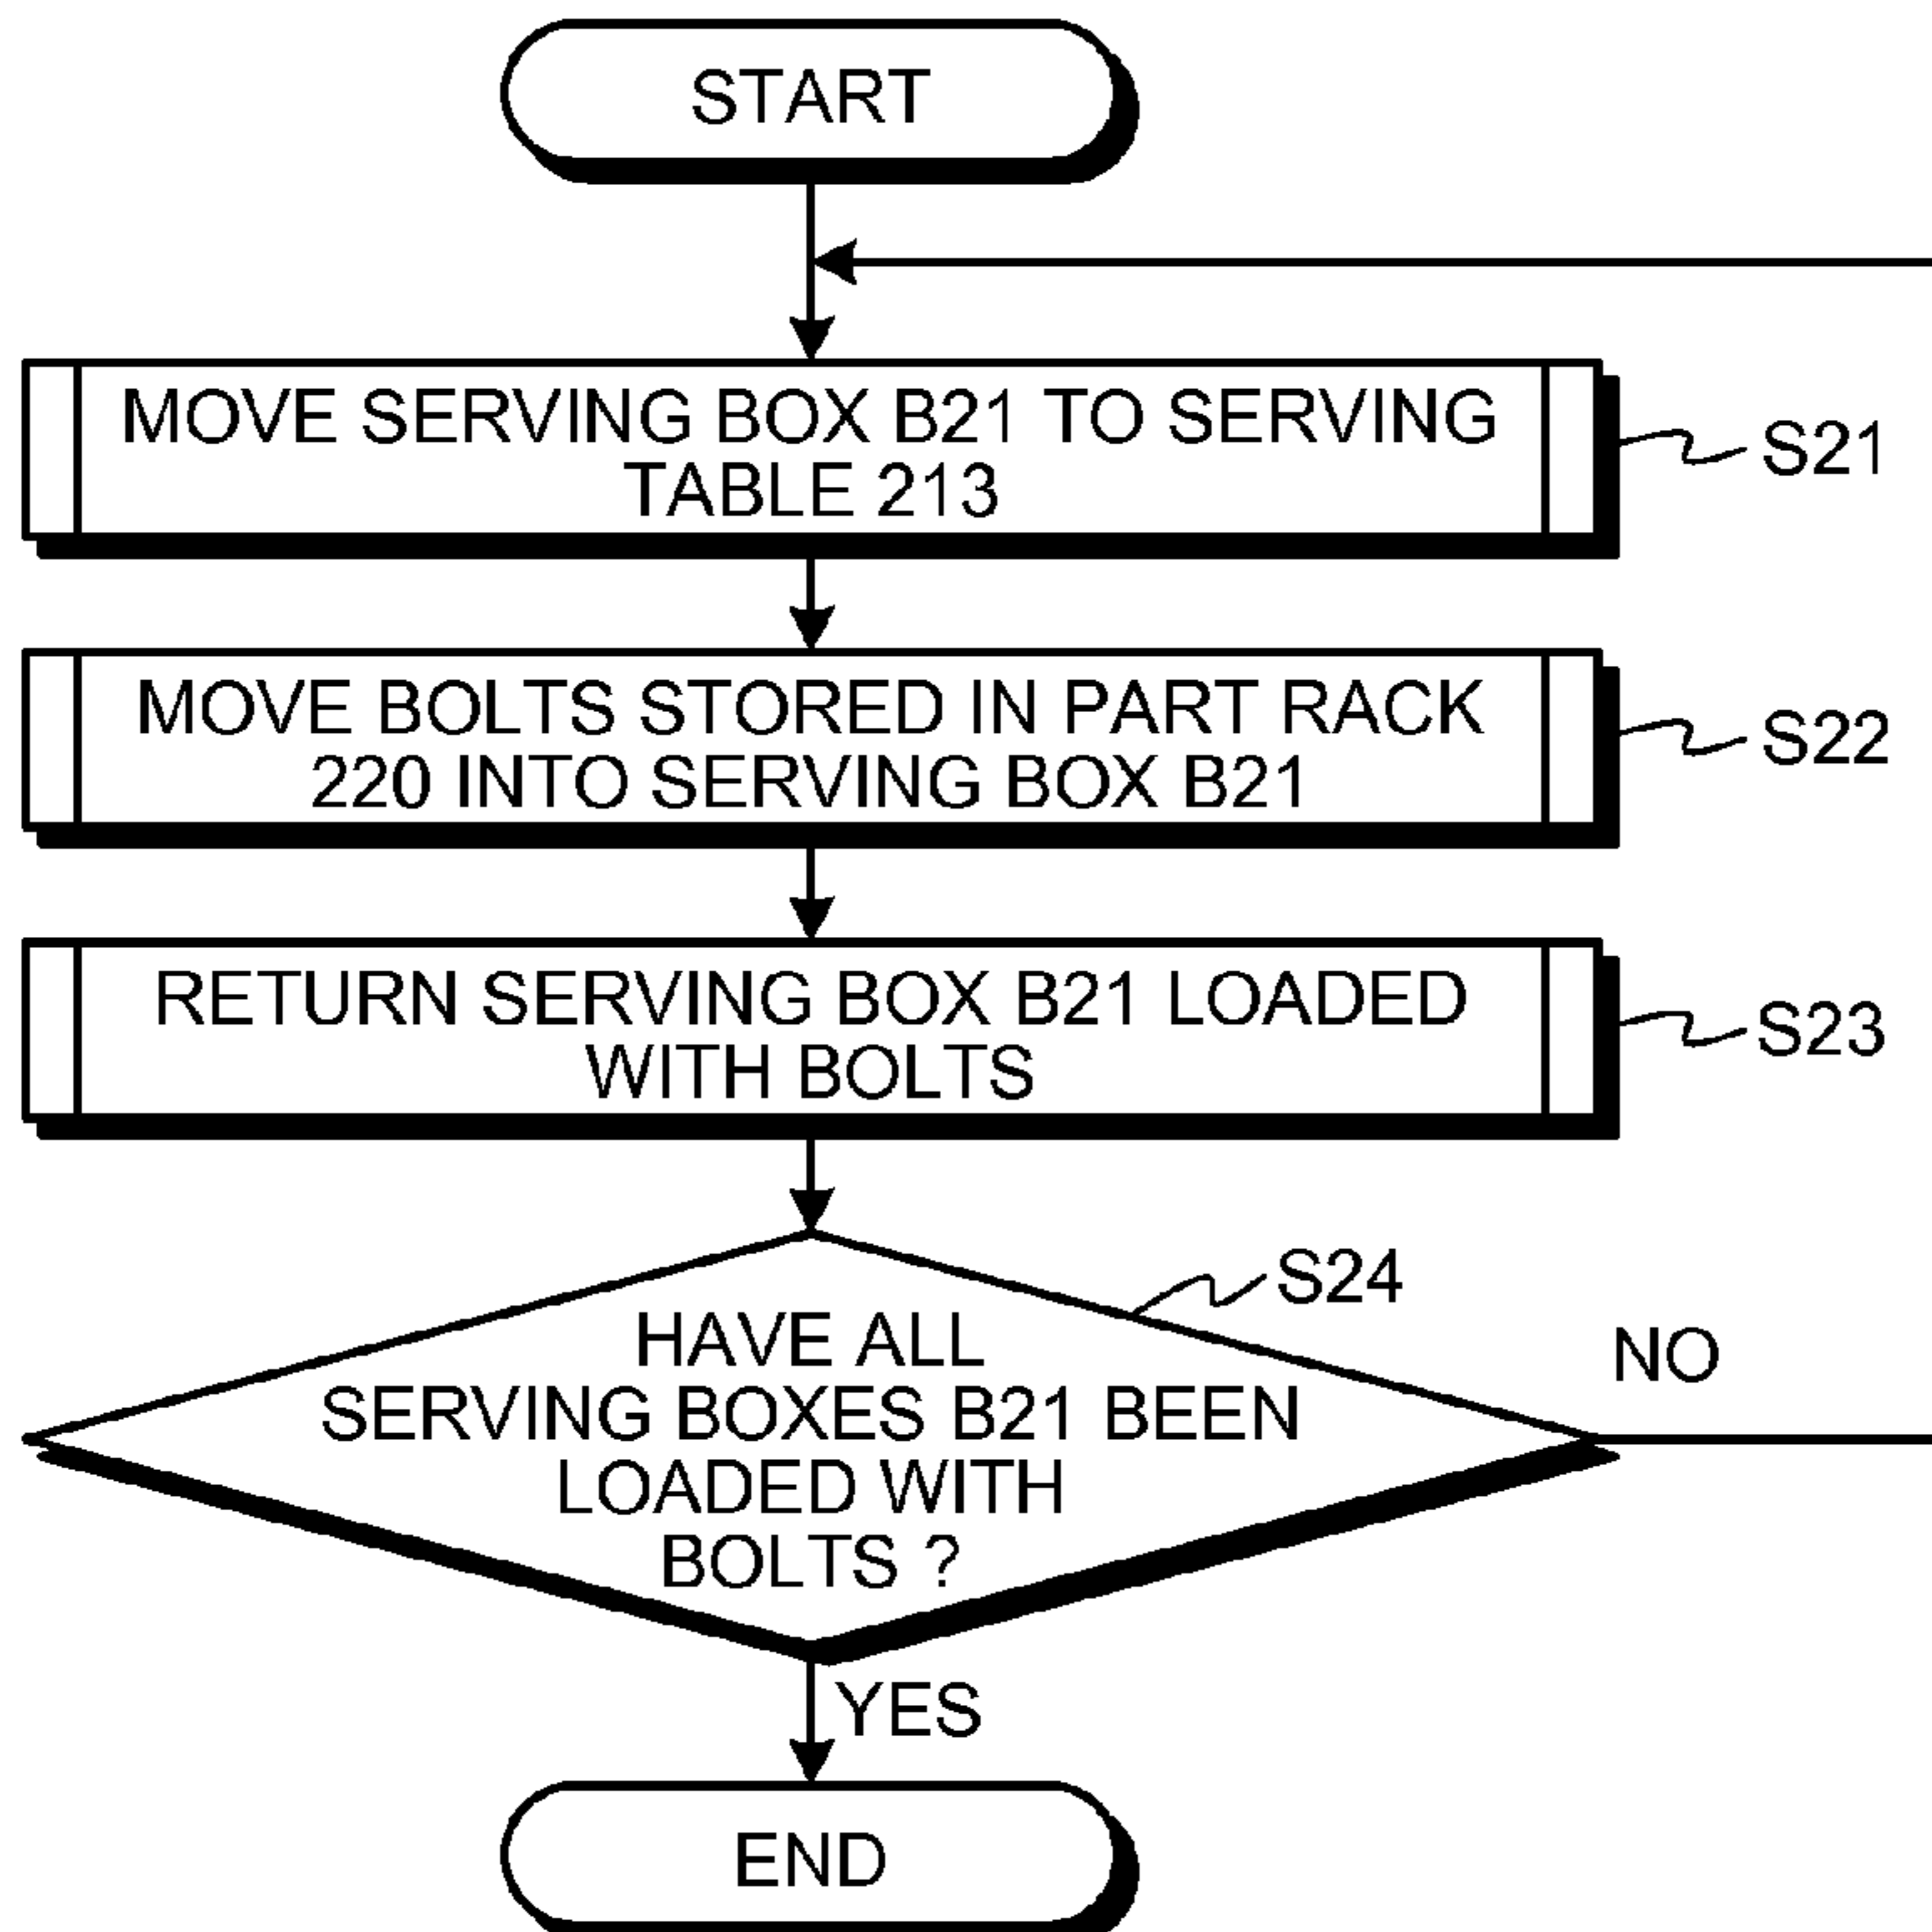 START
MOVE SERVING BOX B21 TO SERVING
TABLE 213
S21
MOVE BOLTS STORED IN PART RACK
220 INTO SERVING BOX B21
S22
RETURN SERVING BOX B21 LOADED
WITH BOLTS
S23
S24
HAVE ALL
SERVING BOXES B21 BEEN
LOADED WITH
BOLTS ?
NO
YES
END